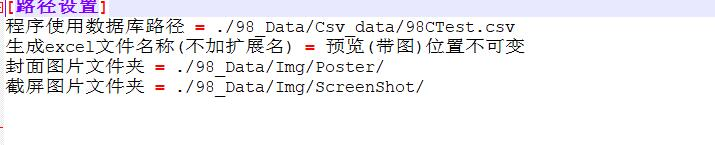 [路径设置]
程序使用数据库路径 = ./98_Data/Csv_data/98CTest.csv
生成excel文件名称(不加扩展名) = 预览(带图)位置不可变
封面图片文件夹 = ./98_Data/Img/Poster/
截屏图片文件夹 = ./98_Data/Img/ScreenShot/